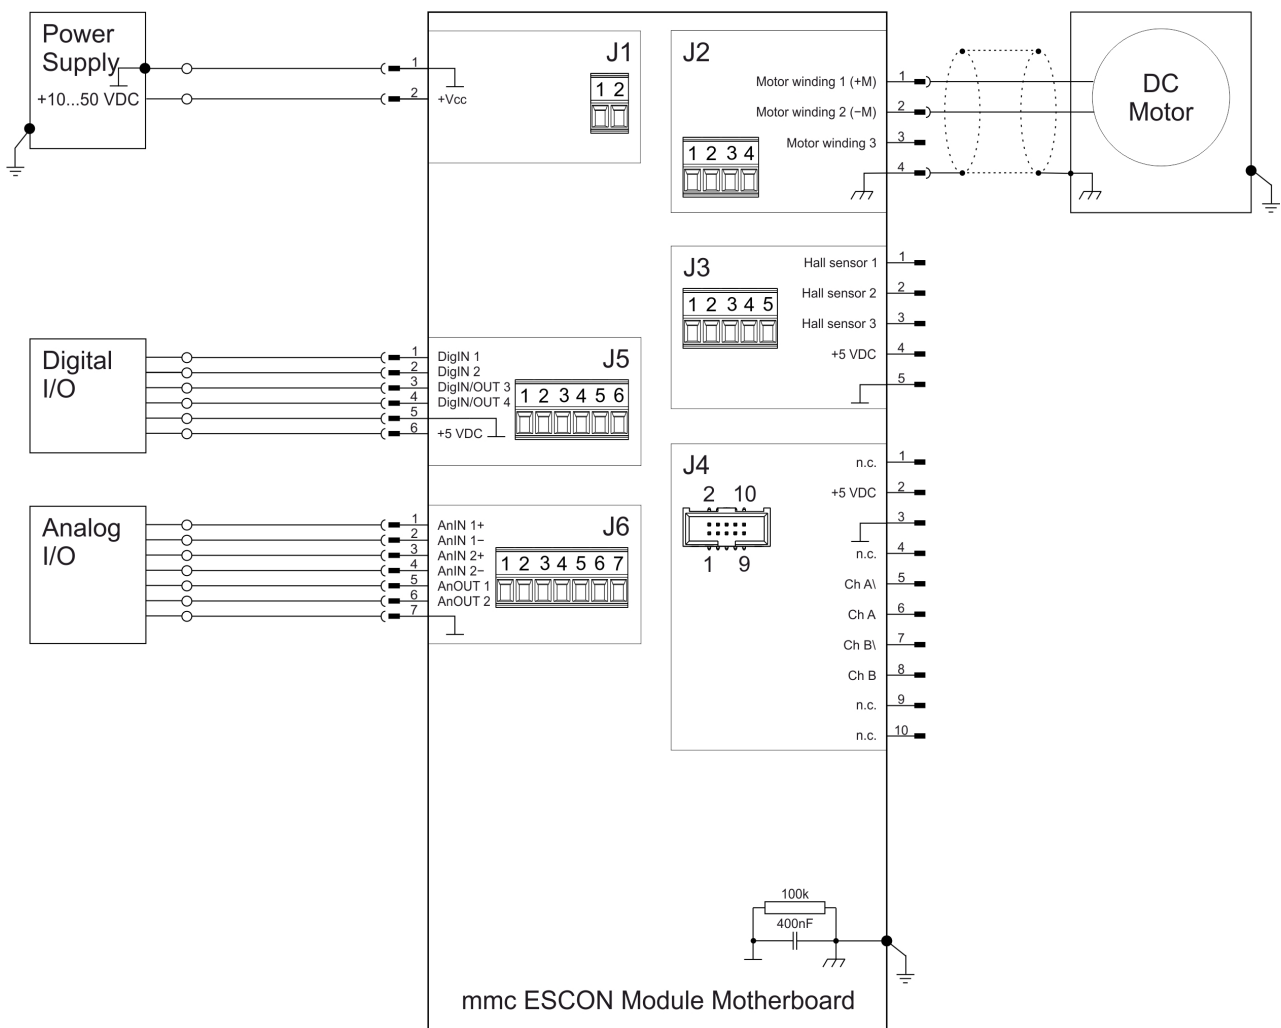 Power
Supply
+10...50 VDC
1
2
+Vcc
J1
1 2
J2
Motor winding 1 (+M)
Motor winding 2 (−M)
Motor winding 3
1
2
3
4
1 2 3 4
DC
Motor
J3
1 2 3 4 5
Hall sensor 1
Hall sensor 2
Hall sensor 3
+5 VDC
1
2
3
4
5
Digital
I/O
1
2
3
4
5
6
DigIN 1
DigIN 2
DigIN/OUT 3
DigIN/OUT 4
+5 VDC
J5
1 2 3 4 5 6
J4
2 10
1 9
n.c.
+5 VDC
n.c.
Ch A\
Ch A
Ch B\
Ch B
n.c.
n.c.
1
2
3
4
5
6
7
8
9
10
Analog
I/O
1
2
3
4
5
6
7
AnIN 1+
AnIN 1−
AnIN 2+
AnIN 2−
AnOUT 1
AnOUT 2
J6
1 2 3 4 5 6 7
100k
400nF
mmc ESCON Module Motherboard